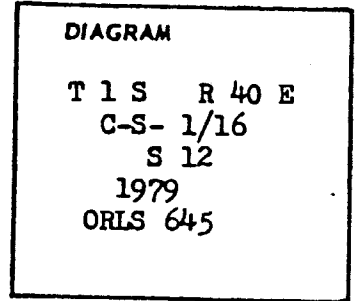 DIAGRAM
T 1 S R 40 E
C-S- 1/16
S 12
1979
ORLS 645